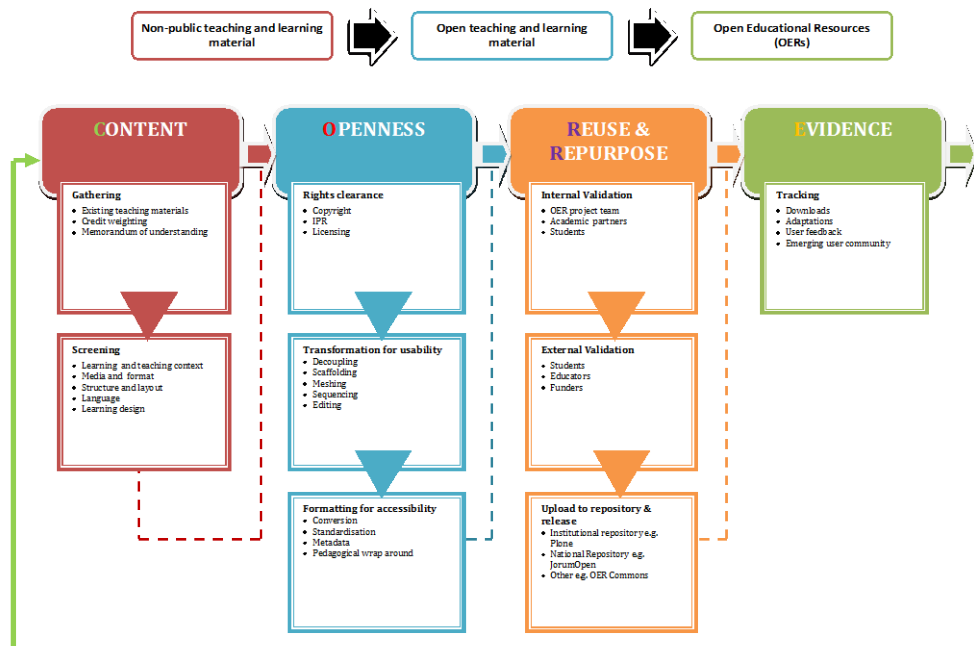 Non-public teaching and learning
material
Open teaching and learning
material
Open Educational Resources
(OERs)
CONTENT
Gathering
• Existing teaching materials
• Credit weighting
• Memorandum of understanding
Screening
• Learning and teaching context
• Media and format
• Structure and layout
• Language
• Learning design
OPENNESS
Rights clearance
• Copyright
• IPR
• Licensing
Transformation for usability
• Decoupling
• Scaffolding
• Meshing
• Sequencing
• Editing
Formatting for accessibility
• Conversion
• Standardisation
• Metadata
• Pedagogical wrap around
REUSE &
REPURPOSE
Internal Validation
• OER project team
• Academic partners
• Students
External Validation
• Students
• Educators
• Funders
Upload to repository &
release
• Institutional repository e.g.
Plone
• National Repository e.g.
JorumOpen
• Other e.g. OER Commons
EVIDENCE
Tracking
• Downloads
• Adaptations
• User feedback
• Emerging user community